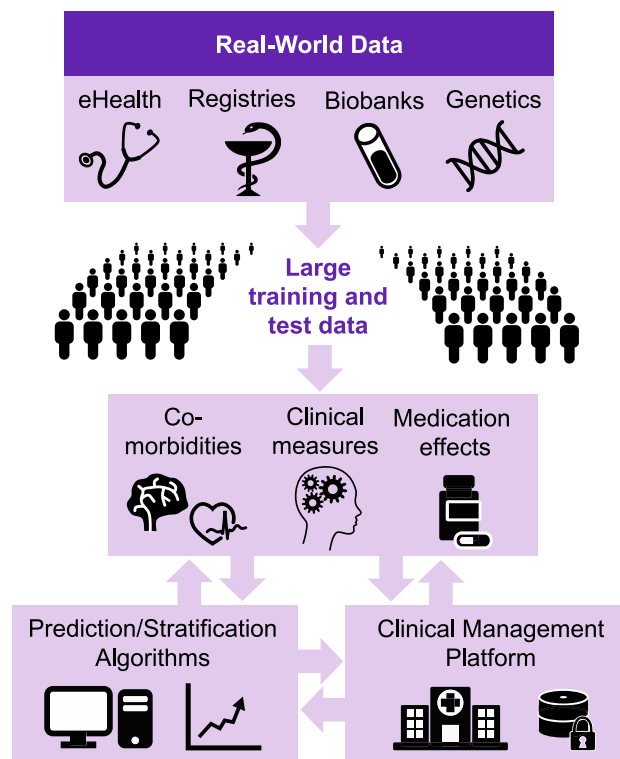 Real-World Data
eHealth
Registries
Biobanks
Genetics
Large
training and
test data
Co-
morbidities
Clinical
measures
Medication
effects
Prediction/Stratification
Algorithms
Clinical Management
Platform